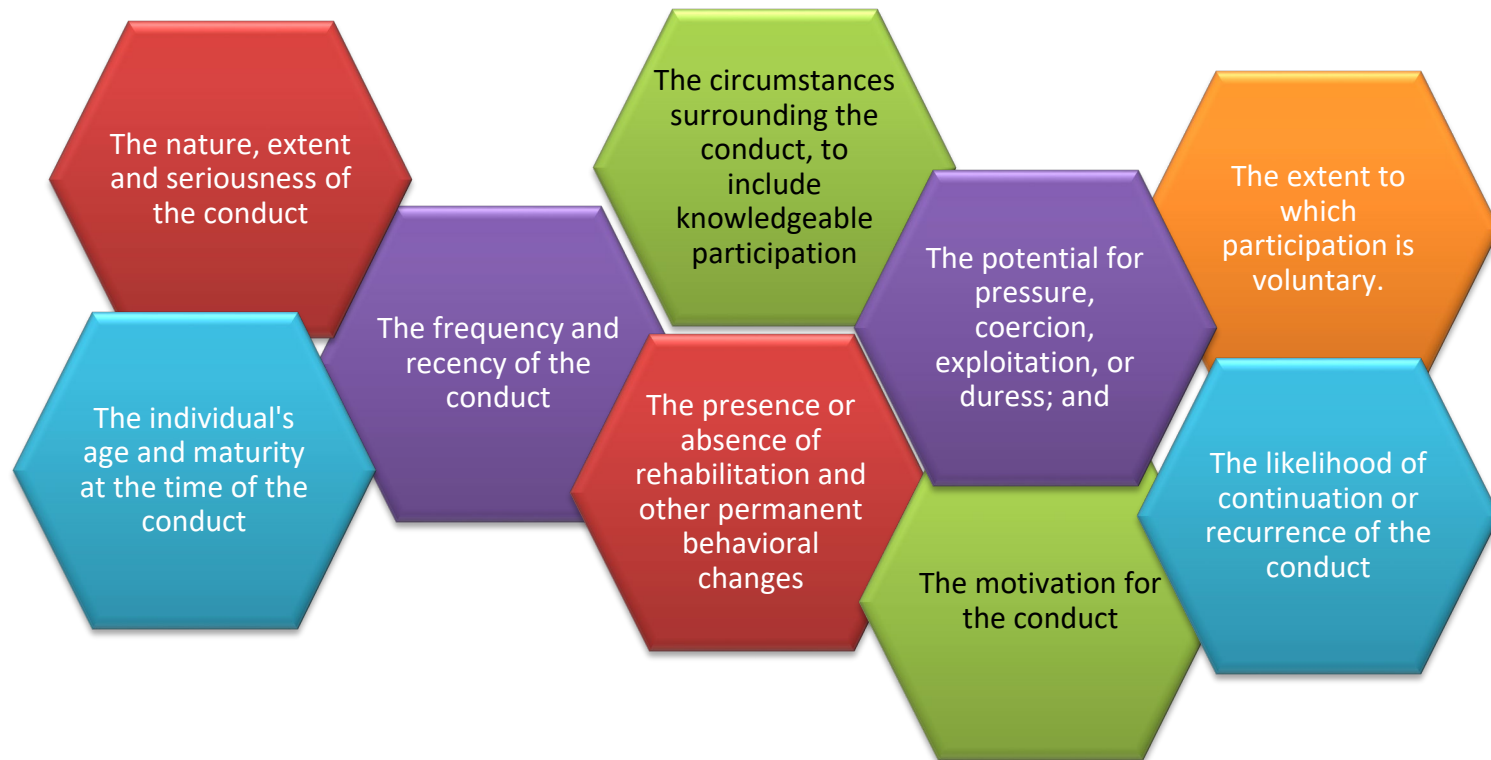 The nature, extent
and seriousness of
the conduct
The individual's
age and maturity
at the time of the
conduct
The frequency and
recency of the
conduct
The circumstances
surrounding the
conduct, to
include
knowledgeable
participation
The presence or
absence of
rehabilitation and
other permanent
behavioral
changes
The potential for
pressure,
coercion,
exploitation, or
duress; and
The motivation for
the conduct
The extent to
which
participation is
voluntary.
The likelihood of
continuation or
recurrence of the
conduct